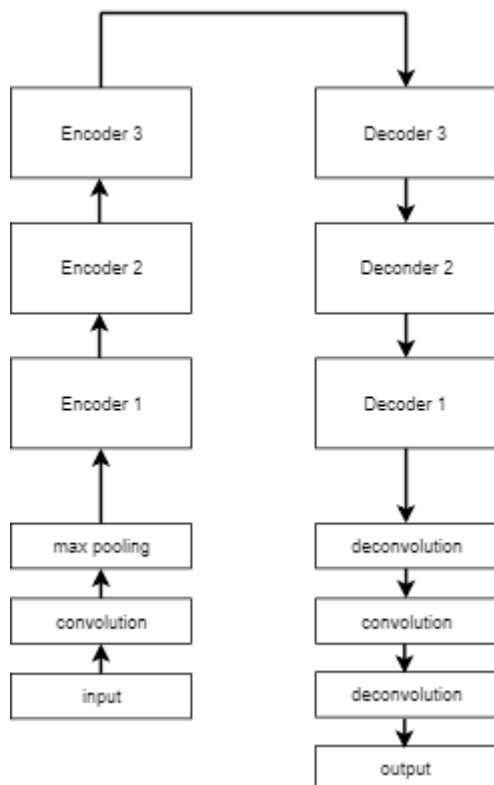 Encoder 3
Decoder 3
Encoder 2
Deconder 2
Encoder 1
Decoder 1
max pooling
deconvolution
convolution
convolution
input
deconvolution
output